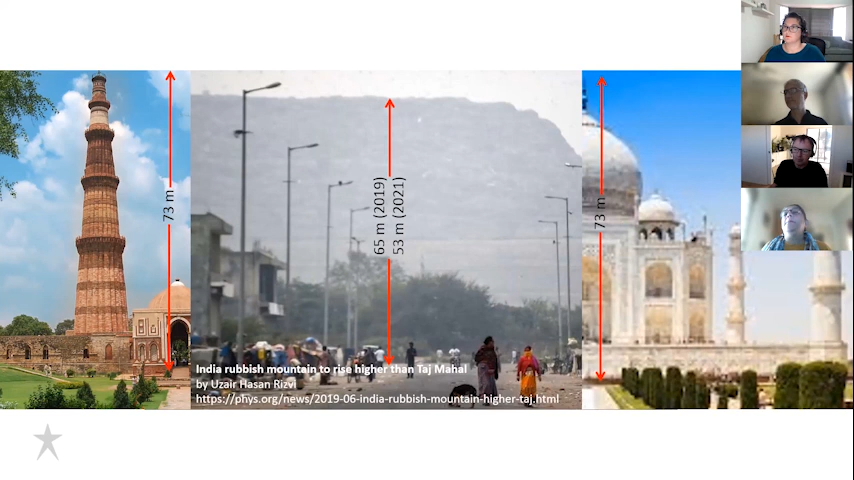 73 m
65 m (2019)
53 m (2021)
73 m
India rubbish mountain to rise higher than Taj Mahal
by Uzair Hasan Rizvi
https://phys.org/news/2019-06-india-rubbish-mountain-higher-taj.html